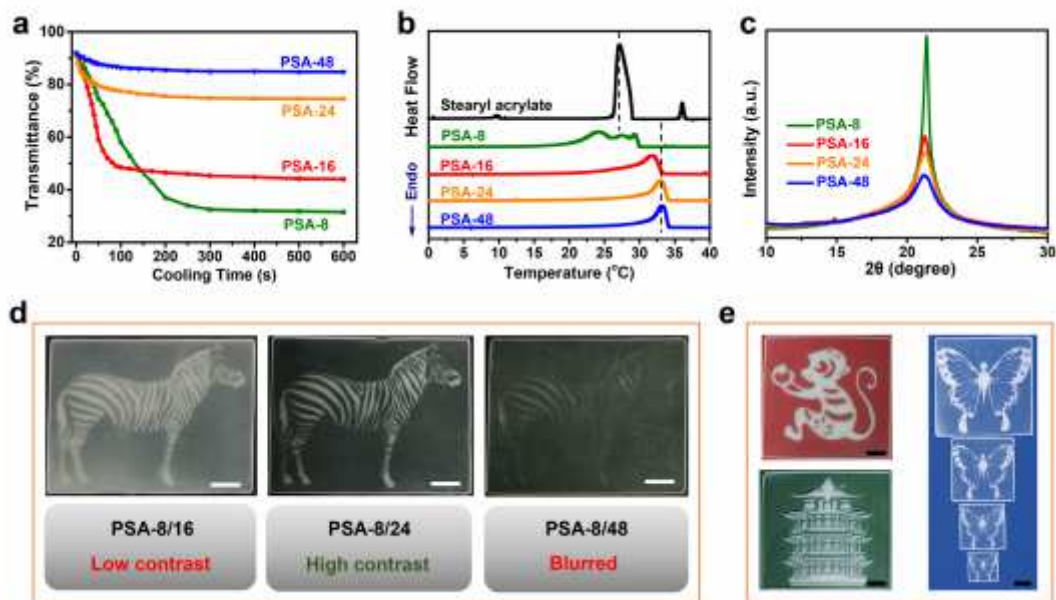 a
100
80
60
40
20
Transmittance (%)
PSA-48
PSA-24
PSA-16
PSA-8
0 100 200 300 400 500 600
Cooling Time (s)
b
Heat Flow
Endo
Stearyl acrylate
PSA-8
PSA-16
PSA-24
PSA-48
0 5 10 15 20 25 30 35 40
Temperature (°C)
c
Intensity (a.u.)
PSA-8
PSA-16
PSA-24
PSA-48
10 15 20 25 30
2θ (degree)
d
PSA-8/16
Low contrast
PSA-8/24
High contrast
PSA-8/48
Blurred
e